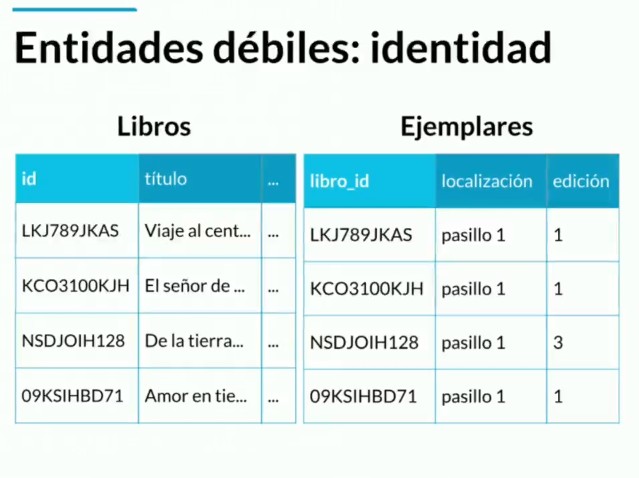 Entidades débiles: identidad
Libros
id título ...
LKJ789JKAS Viaje al cent... ...
KCO3100KJH El señor de ... ...
NSDJOIH128 De la tierra... ...
09KSIHBD71 Amor en tie... ...
Ejemplares
libro_id localización edición
LKJ789JKAS pasillo 1 1
KCO3100KJH pasillo 1 1
NSDJOIH128 pasillo 1 3
09KSIHBD71 pasillo 1 1